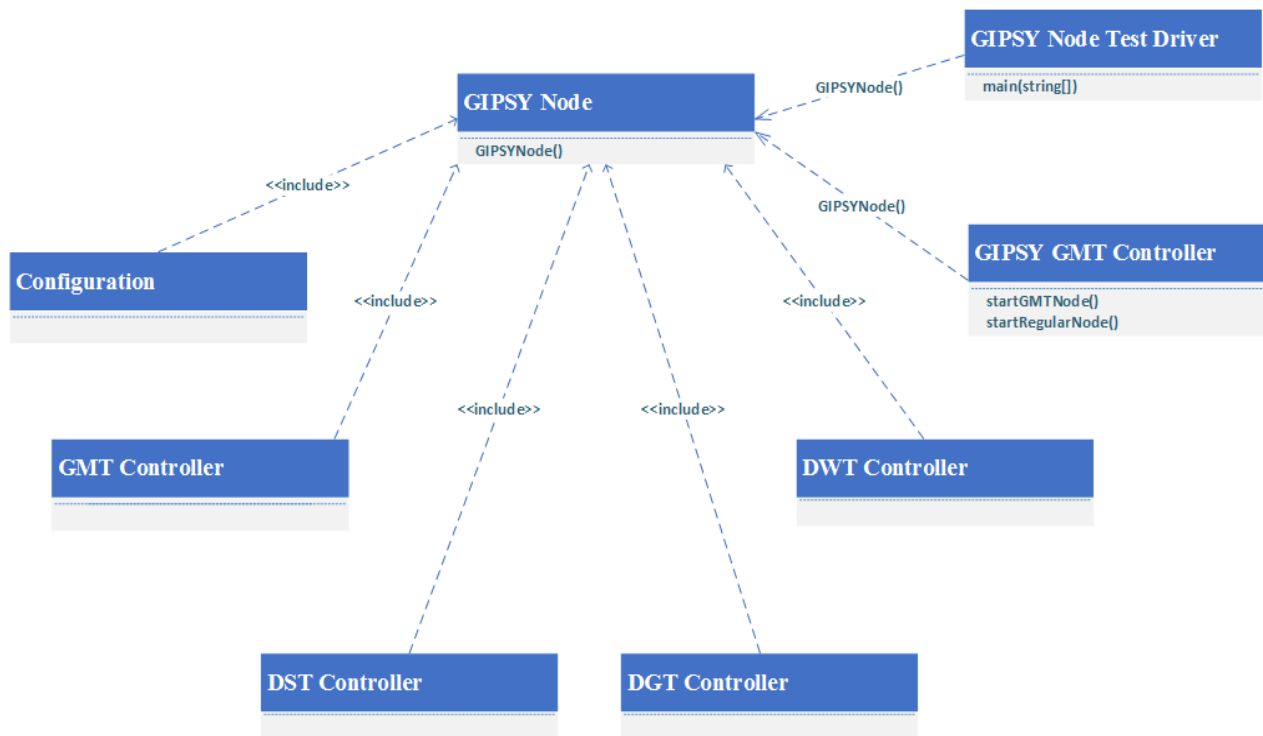 GIPSY Node Test Driver
main(string[])
GIPSYNode()
GIPSY Node
GIPSYNode()
<<include>>
GIPSYNode()
Configuration
GIPSY GMT Controller
startGMTNode()
startRegularNode()
<<include>>
<<include>>
<<include>>
<<include>>
GMT Controller
DWT Controller
DST Controller
DGT Controller